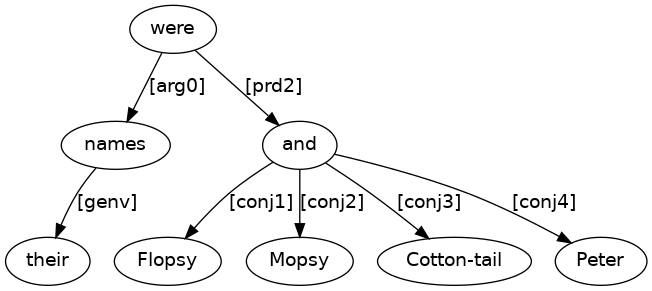 were
[arg0] [prd2]
names and
[genv] [conj1] [conj2] [conj3] [conj4]
their Flopsy Mopsy Cotton-tail Peter